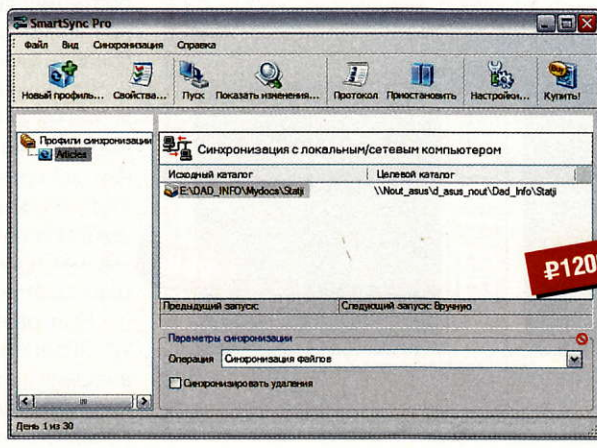 SmartSync Pro
Файл Вид Синхронизация Справка
Новый профиль... Свойства... Пуск Показать изменения... Протокол Приостановить Настройки... Купить!
Профили синхронизации
Articles
Синхронизация с локальным/сетевым компьютером
Исходный каталог Целевой каталог
E:\DAD_INFO\Mydocs\Statji \\Nout_asus\d_asus_nout\Dad_Info\Statji
₽120
Предыдущий запуск: Следующий запуск: Вручную
Параметры синхронизации
Операция Синхронизация файлов
Синхронизировать удаления
День 1 из 30